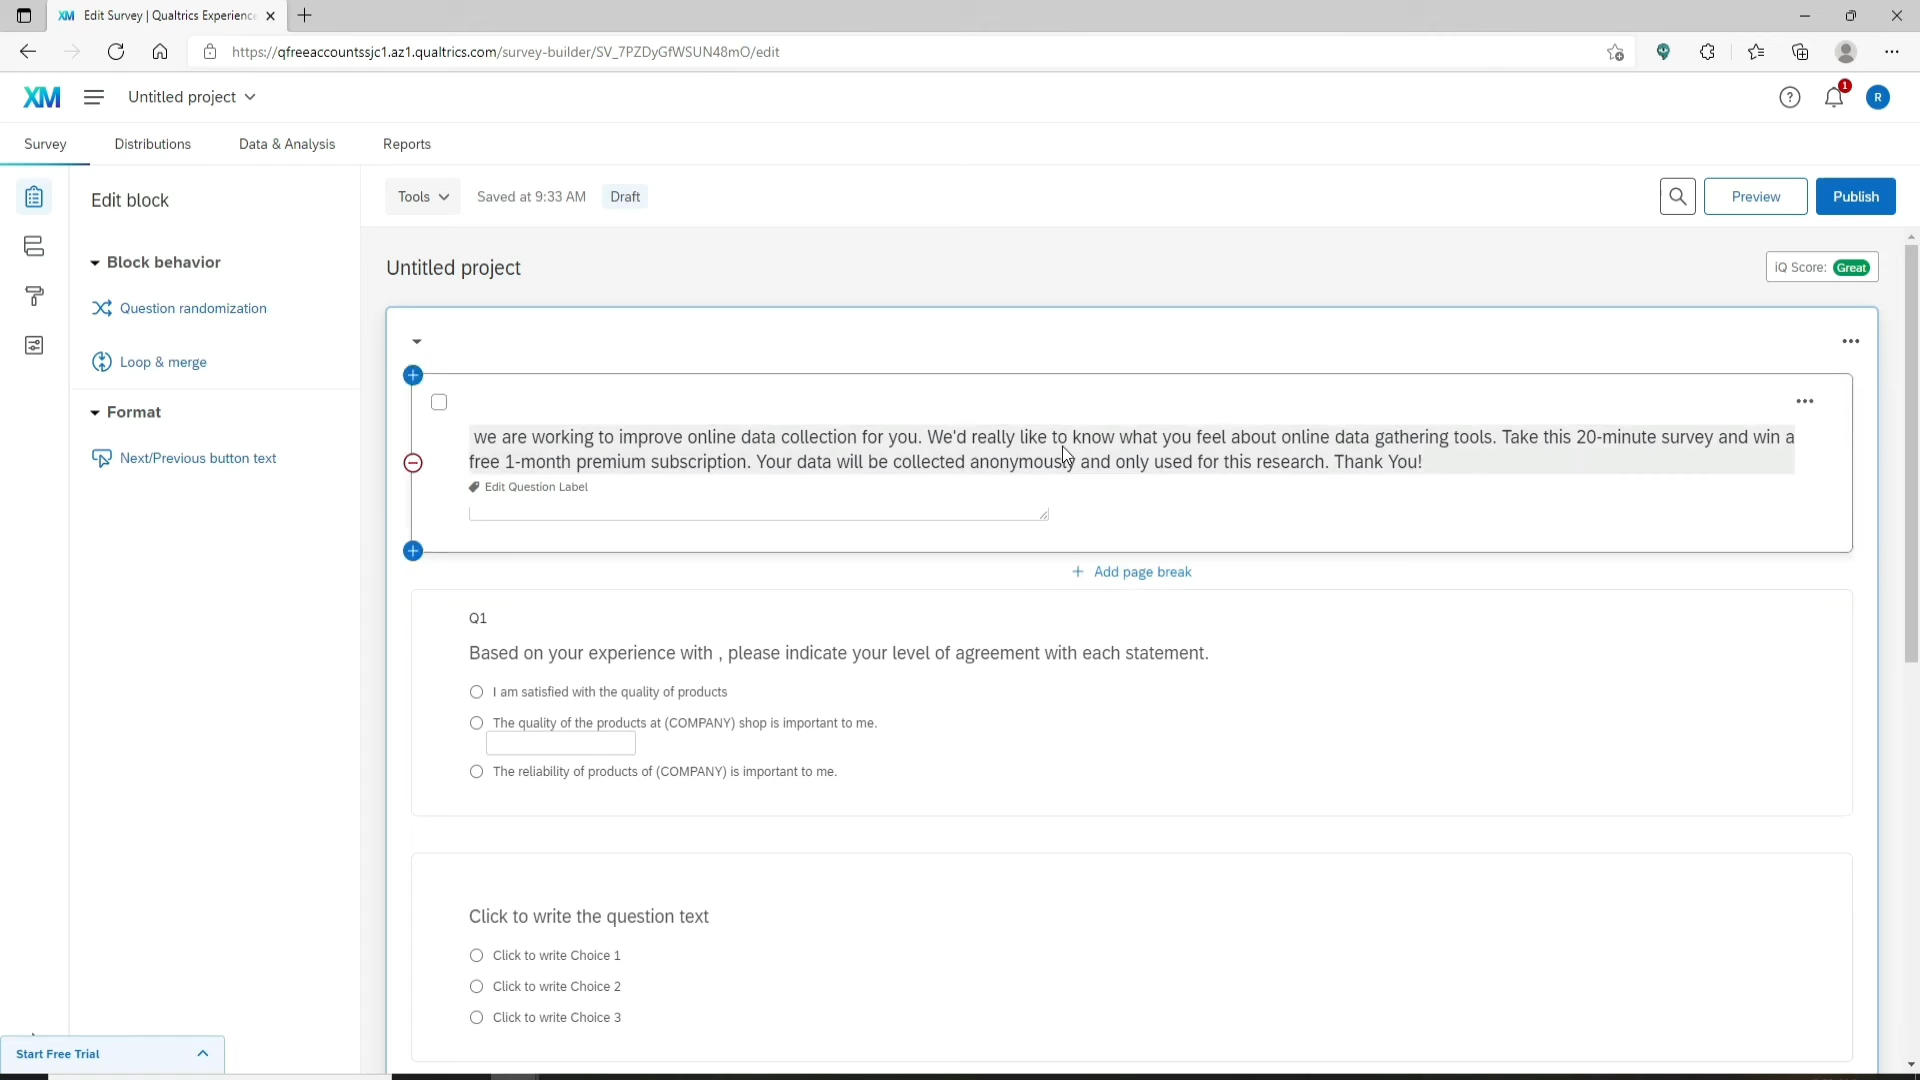 XM Edit Survey | Qualtrics Experience
https://qfreeaccountssjc1.az1.qualtrics.com/survey-builder/SV_7PZDyGfWSUN48mO/edit
XM Untitled project
1
R
Survey Distributions Data & Analysis Reports
Edit block
Tools Saved at 9:33 AM Draft Preview Publish
Block behavior
Question randomization
Loop & merge
Format
Next/Previous button text
Untitled project
iQ Score: Great
we are working to improve online data collection for you. We'd really like to know what you feel about online data gathering tools. Take this 20-minute survey and win a
free 1-month premium subscription. Your data will be collected anonymously and only used for this research. Thank You!
Edit Question Label
Add page break
Q1
Based on your experience with , please indicate your level of agreement with each statement.
I am satisfied with the quality of products
The quality of the products at (COMPANY) shop is important to me.
The reliability of products of (COMPANY) is important to me.
Click to write the question text
Click to write Choice 1
Click to write Choice 2
Click to write Choice 3
Start Free Trial